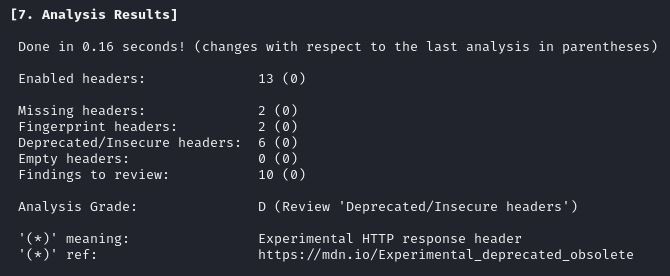 [7. Analysis Results]
Done in 0.16 seconds! (changes with respect to the last analysis in parentheses)
Enabled headers: 13 (0)
Missing headers: 2 (0)
Fingerprint headers: 2 (0)
Deprecated/Insecure headers: 6 (0)
Empty headers: 0 (0)
Findings to review: 10 (0)
Analysis Grade: D (Review 'Deprecated/Insecure headers')
'(*)' meaning: Experimental HTTP response header
'(*)' ref: https://mdn.io/Experimental_deprecated_obsolete